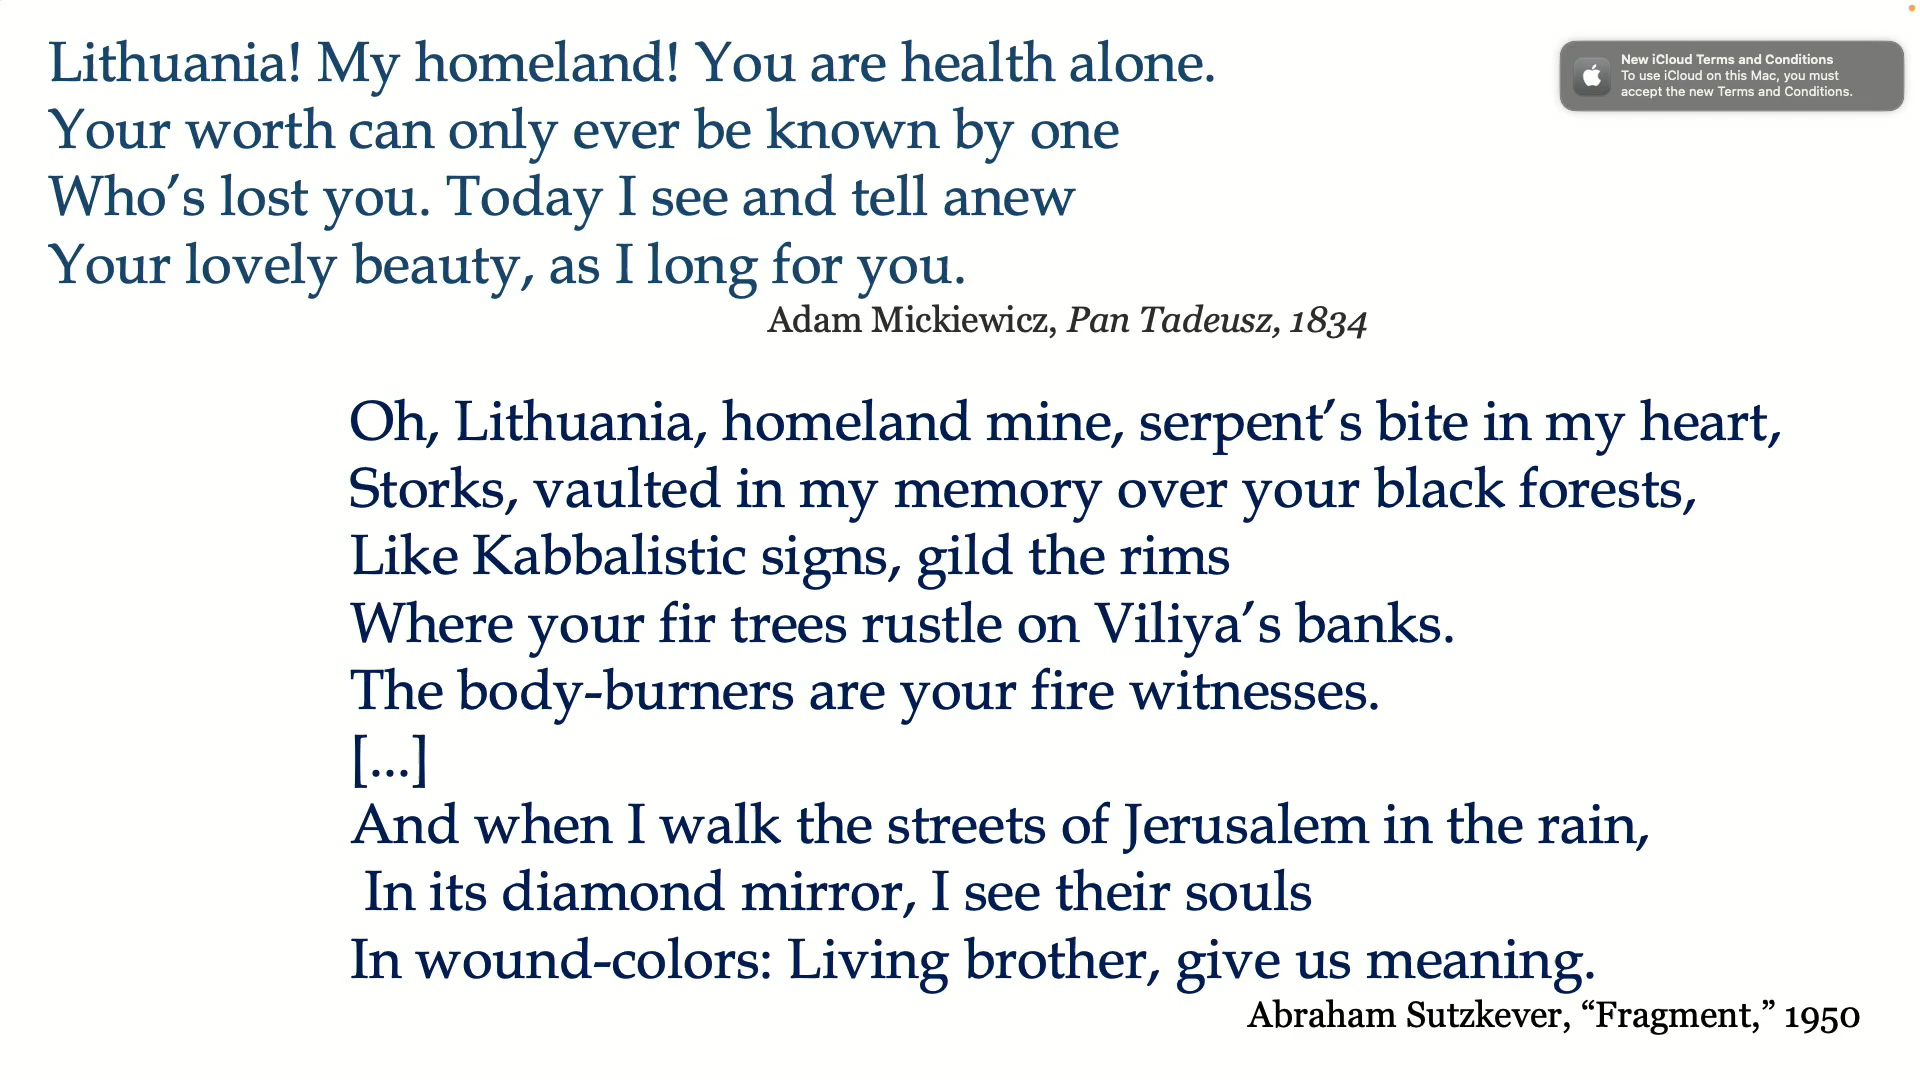 Lithuania! My homeland! You are health alone.
Your worth can only ever be known by one
Who’s lost you. Today I see and tell anew
Your lovely beauty, as I long for you.
Adam Mickiewicz, Pan Tadeusz, 1834
New iCloud Terms and Conditions
To use iCloud on this Mac, you must
accept the new Terms and Conditions.
Oh, Lithuania, homeland mine, serpent’s bite in my heart,
Storks, vaulted in my memory over your black forests,
Like Kabbalistic signs, gild the rims
Where your fir trees rustle on Viliya’s banks.
The body-burners are your fire witnesses.
[...]
And when I walk the streets of Jerusalem in the rain,
In its diamond mirror, I see their souls
In wound-colors: Living brother, give us meaning.
Abraham Sutzkever, “Fragment,” 1950